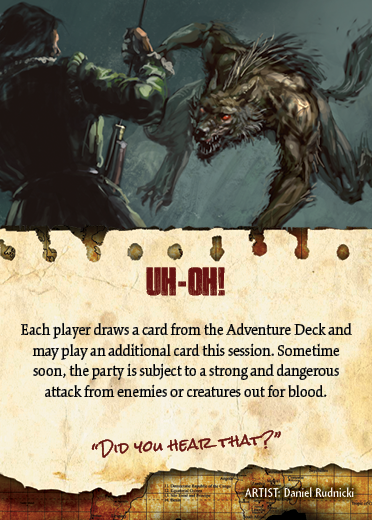 UH-OH!
Each player draws a card from the Adventure Deck and
may play an additional card this session. Sometime
soon, the party is subject to a strong and dangerous
attack from enemies or creatures out for blood.
“Did you hear that?”
ARTIST: Daniel Rudnicki